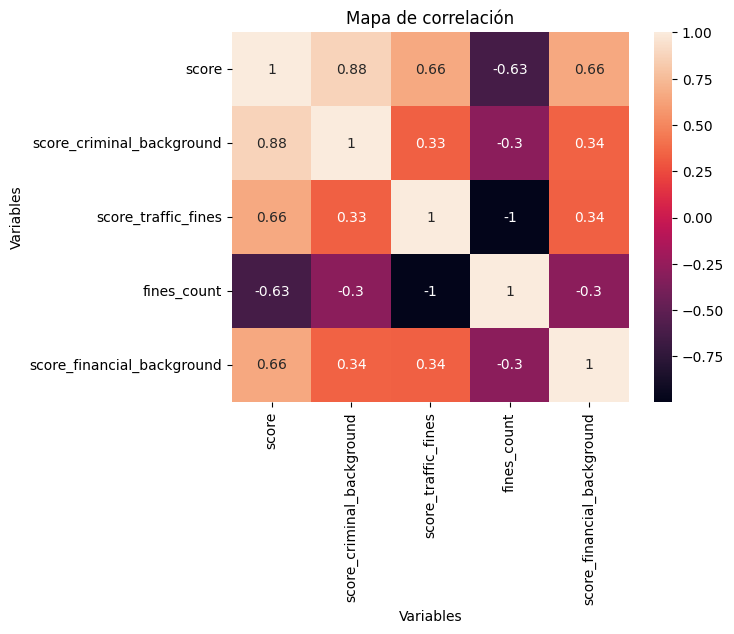 Mapa de correlación
score
1
0.88
0.66
-0.63
0.66
score_criminal_background
0.88
1
0.33
-0.3
0.34
score_traffic_fines
0.66
0.33
1
-1
0.34
fines_count
-0.63
-0.3
-1
1
-0.3
score_financial_background
0.66
0.34
0.34
-0.3
1
Variables
score
score_criminal_background
score_traffic_fines
fines_count
score_financial_background
Variables
1.00
0.75
0.50
0.25
0.00
−0.25
−0.50
−0.75